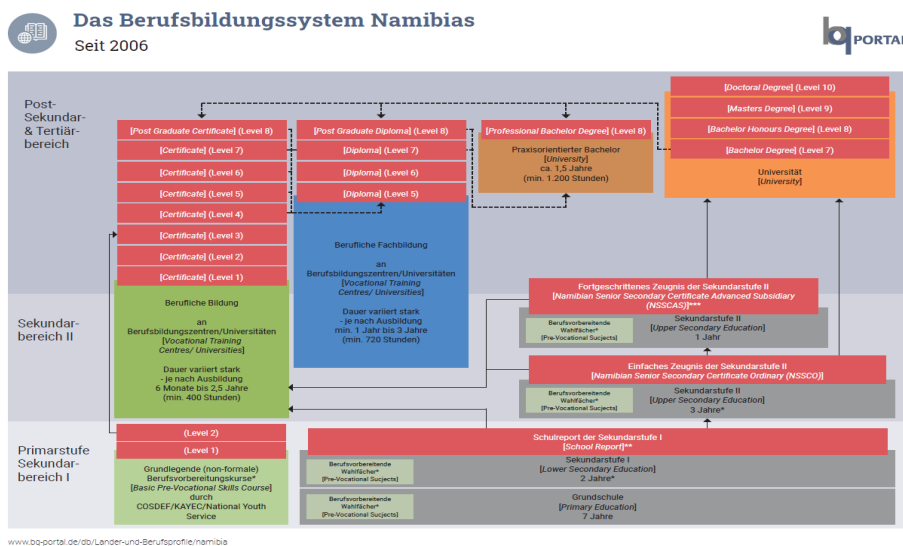 Das Berufsbildungssystem Namibias
Seit 2006
bq PORTAL
Post-
Sekundar-
& Tertiär-
bereich
[Post Graduate Certificate] (Level 8)
[Certificate] (Level 7)
[Certificate] (Level 6)
[Certificate] (Level 5)
[Certificate] (Level 4)
[Certificate] (Level 3)
[Certificate] (Level 2)
[Certificate] (Level 1)
Berufliche Bildung
an
Berufsbildungszentren/Universitäten
[Vocational Training
Centres/ Universities]
Dauer variiert stark
- je nach Ausbildung
6 Monate bis 2,5 Jahre
(min. 400 Stunden)
[Post Graduate Diploma] (Level 8)
[Diploma] (Level 7)
[Diploma] (Level 6)
[Diploma] (Level 5)
Berufliche Fachbildung
an
Berufsbildungszentren/Universitäten
[Vocational Training
Centres/ Universities]
Dauer variiert stark
- je nach Ausbildung
min. 1 Jahr bis 3 Jahre
(min. 720 Stunden)
[Professional Bachelor Degree] (Level 8)
Praxisorientierter Bachelor
[University]
ca. 1,5 Jahre
(min. 1.200 Stunden)
[Doctoral Degree] (Level 10)
[Masters Degree] (Level 9)
[Bachelor Honours Degree] (Level 8)
[Bachelor Degree] (Level 7)
Universität
[University]
Sekundar-
bereich II
Fortgeschrittenes Zeugnis der Sekundarstufe II
[Namibian Senior Secondary Certificate Advanced Subsidiary
(NSSCAS)]***
Berufsvorbereitende
Wahlfächer*
[Pre-Vocational Sucjects]
Sekundarstufe II
[Upper Secondary Education]
1 Jahr
Einfaches Zeugnis der Sekundarstufe II
[Namibian Senior Secondary Certificate Ordinary (NSSCO)]
Berufsvorbereitende
Wahlfächer*
[Pre-Vocational Sucjects]
Sekundarstufe II
[Upper Secondary Education]
3 Jahre*
Primarstufe
Sekundar-
bereich I
(Level 2)
(Level 1)
Grundlegende (non-formale)
Berufsvorbereitungskurse*
[Basic Pre-Vocational Skills Course]
durch
COSDEF/KAYEC/National Youth
Service
Schulreport der Sekundarstufe I
[School Report]**
Berufsvorbereitende
Wahlfächer*
[Pre-Vocational Sucjects]
Sekundarstufe I
[Lower Secondary Education]
2 Jahre*
Berufsvorbereitende
Wahlfächer*
[Pre-Vocational Sucjects]
Grundschule
[Primary Education]
7 Jahre
www.bq-portal.de/db/Länder-und-Berufsprofile/namibia